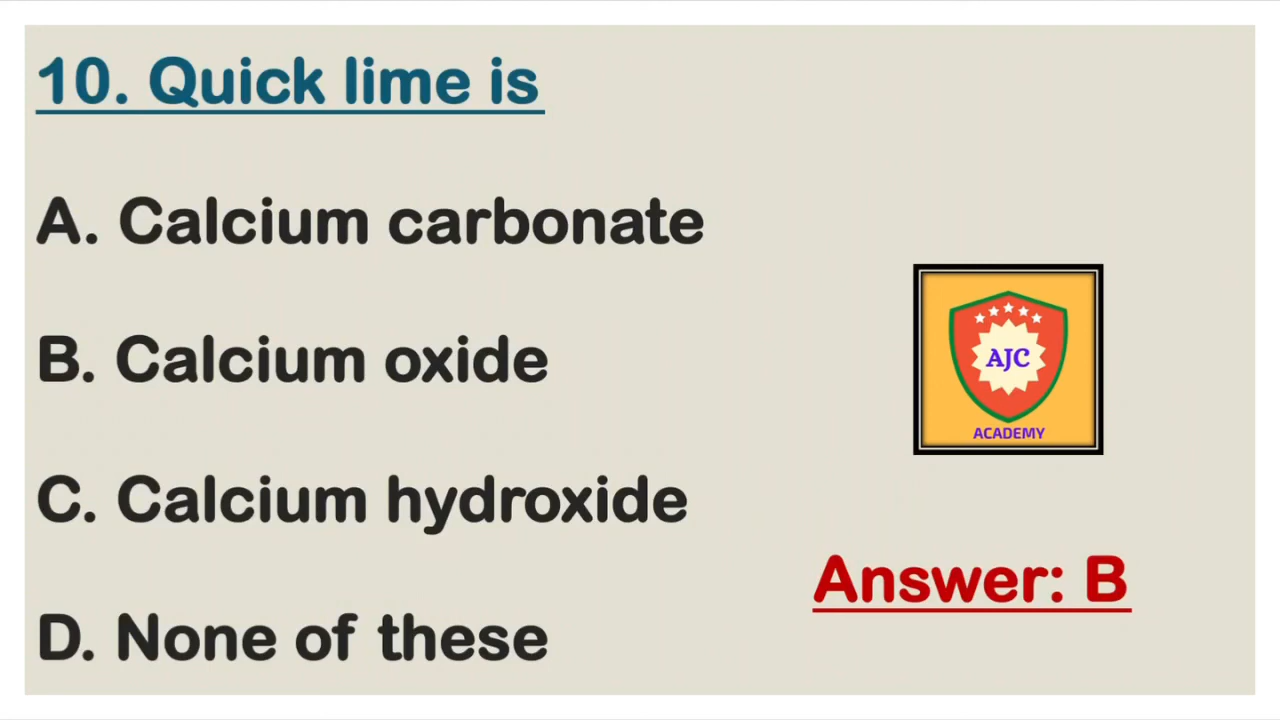 10. Quick lime is
A. Calcium carbonate
B. Calcium oxide
C. Calcium hydroxide
D. None of these
AJC
ACADEMY
Answer: B